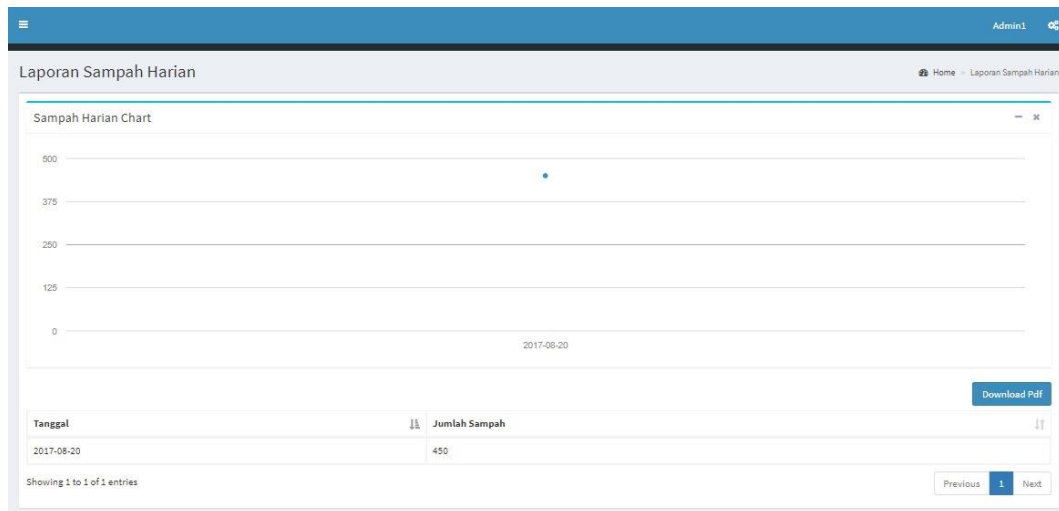 Admin1
Laporan Sampah Harian
Home > Laporan Sampah Harian
Sampah Harian Chart
500
375
250
125
0
2017-08-20
Download Pdf
Tanggal Jumlah Sampah
2017-08-20 450
Showing 1 to 1 of 1 entries
Previous 1 Next